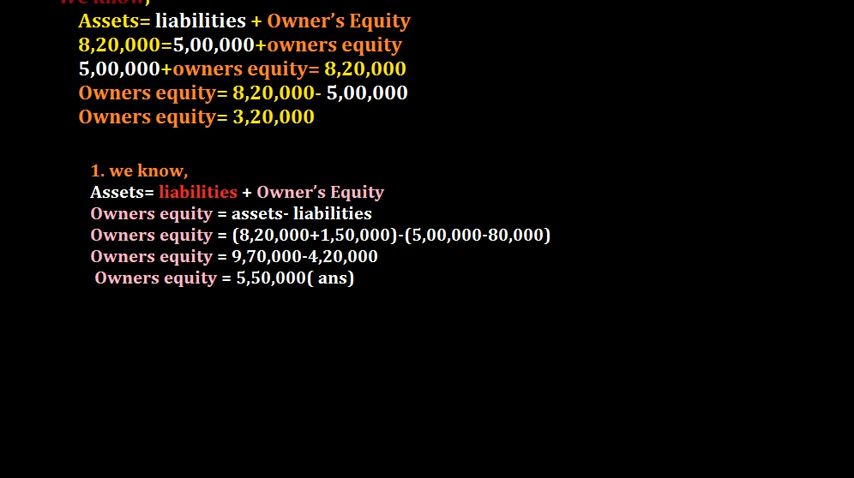 we know,
Assets= liabilities + Owner's Equity
8,20,000=5,00,000+owners equity
5,00,000+owners equity= 8,20,000
Owners equity= 8,20,000- 5,00,000
Owners equity= 3,20,000
1. we know,
Assets= liabilities + Owner's Equity
Owners equity = assets- liabilities
Owners equity = (8,20,000+1,50,000)-(5,00,000-80,000)
Owners equity = 9,70,000-4,20,000
Owners equity = 5,50,000( ans)